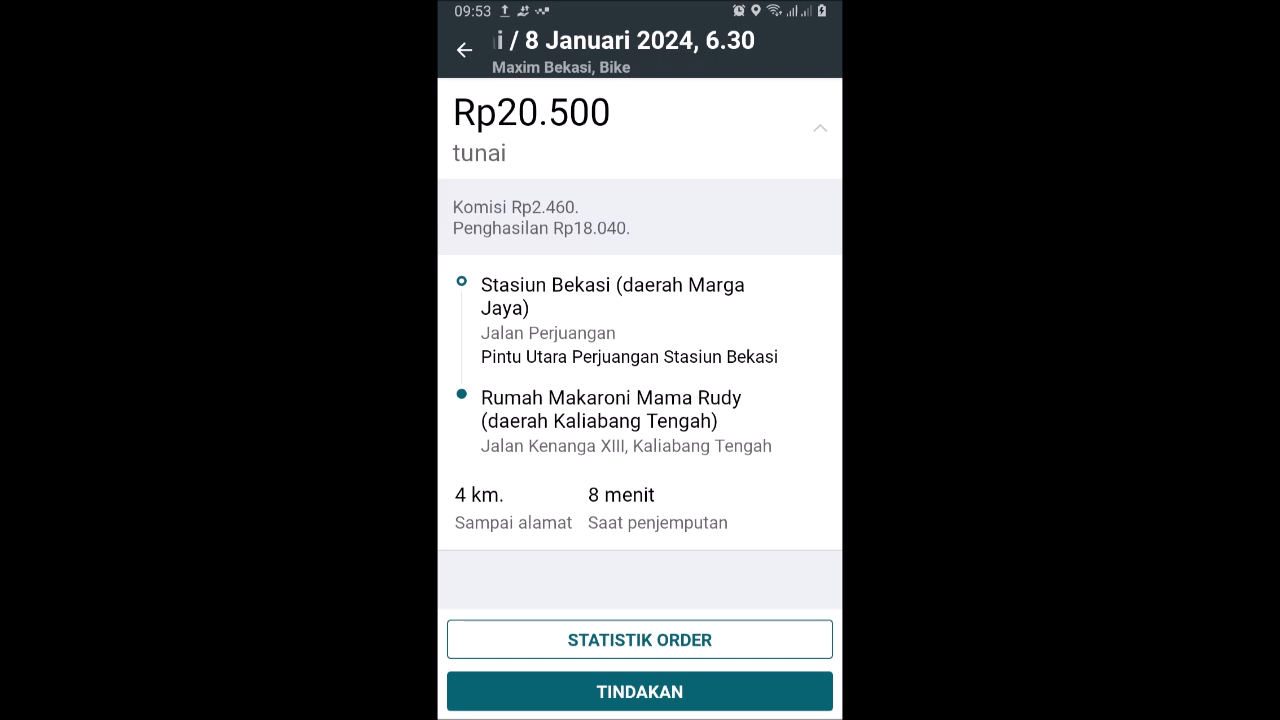 09:53
i / 8 Januari 2024, 6.30
Maxim Bekasi, Bike
Rp20.500
tunai
Komisi Rp2.460.
Penghasilan Rp18.040.
Stasiun Bekasi (daerah Marga
Jaya)
Jalan Perjuangan
Pintu Utara Perjuangan Stasiun Bekasi
Rumah Makaroni Mama Rudy
(daerah Kaliabang Tengah)
Jalan Kenanga XIII, Kaliabang Tengah
4 km. 8 menit
Sampai alamat Saat penjemputan
STATISTIK ORDER
TINDAKAN